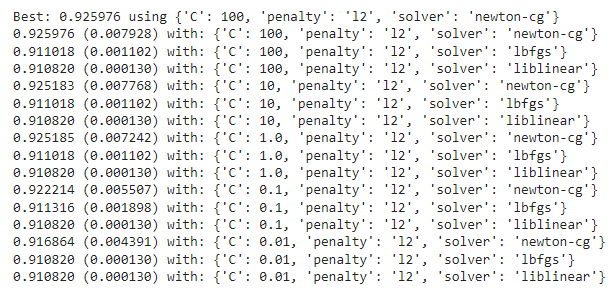 Best: 0.925976 using {'C': 100, 'penalty': 'l2', 'solver': 'newton-cg'}
0.925976 (0.007928) with: {'C': 100, 'penalty': 'l2', 'solver': 'newton-cg'}
0.911018 (0.001102) with: {'C': 100, 'penalty': 'l2', 'solver': 'lbfgs'}
0.910820 (0.000130) with: {'C': 100, 'penalty': 'l2', 'solver': 'liblinear'}
0.925183 (0.007768) with: {'C': 10, 'penalty': 'l2', 'solver': 'newton-cg'}
0.911018 (0.001102) with: {'C': 10, 'penalty': 'l2', 'solver': 'lbfgs'}
0.910820 (0.000130) with: {'C': 10, 'penalty': 'l2', 'solver': 'liblinear'}
0.925185 (0.007242) with: {'C': 1.0, 'penalty': 'l2', 'solver': 'newton-cg'}
0.911018 (0.001102) with: {'C': 1.0, 'penalty': 'l2', 'solver': 'lbfgs'}
0.910820 (0.000130) with: {'C': 1.0, 'penalty': 'l2', 'solver': 'liblinear'}
0.922214 (0.005507) with: {'C': 0.1, 'penalty': 'l2', 'solver': 'newton-cg'}
0.911316 (0.001898) with: {'C': 0.1, 'penalty': 'l2', 'solver': 'lbfgs'}
0.910820 (0.000130) with: {'C': 0.1, 'penalty': 'l2', 'solver': 'liblinear'}
0.916864 (0.004391) with: {'C': 0.01, 'penalty': 'l2', 'solver': 'newton-cg'}
0.910820 (0.000130) with: {'C': 0.01, 'penalty': 'l2', 'solver': 'lbfgs'}
0.910820 (0.000130) with: {'C': 0.01, 'penalty': 'l2', 'solver': 'liblinear'}